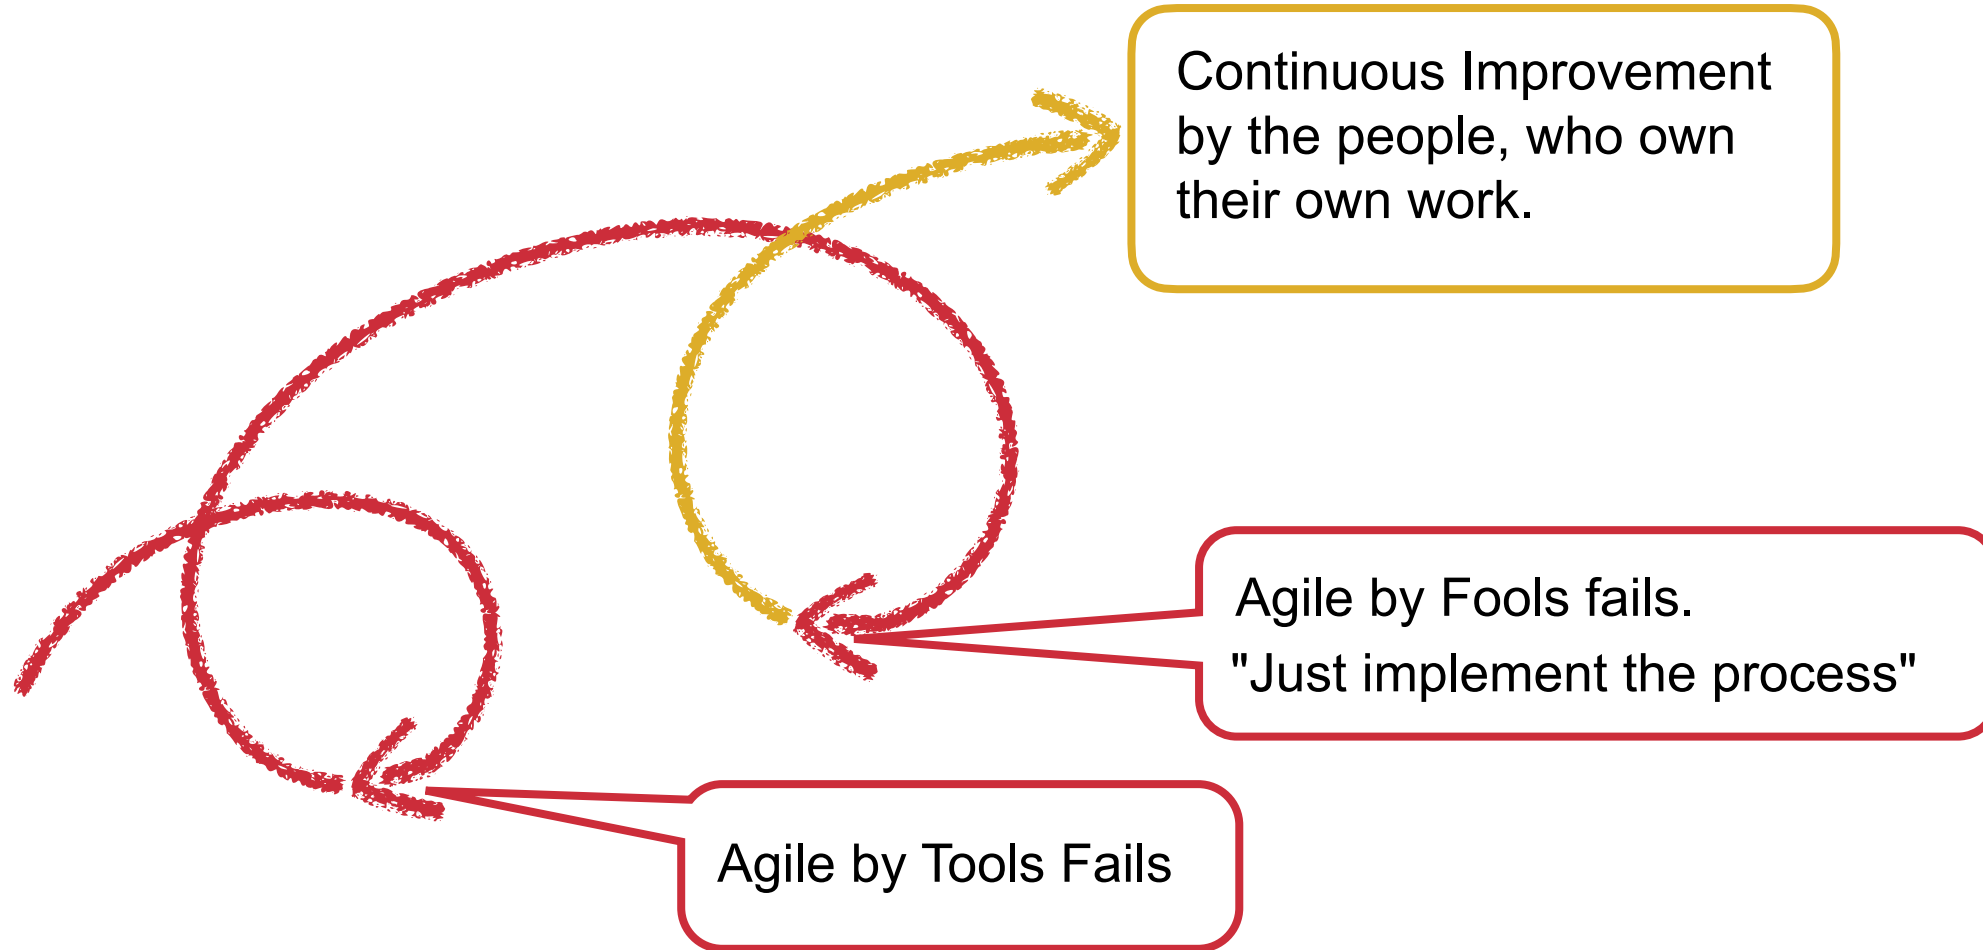 Continuous Improvement
by the people, who own
their own work.
Agile by Fools fails.
"Just implement the process"
Agile by Tools Fails